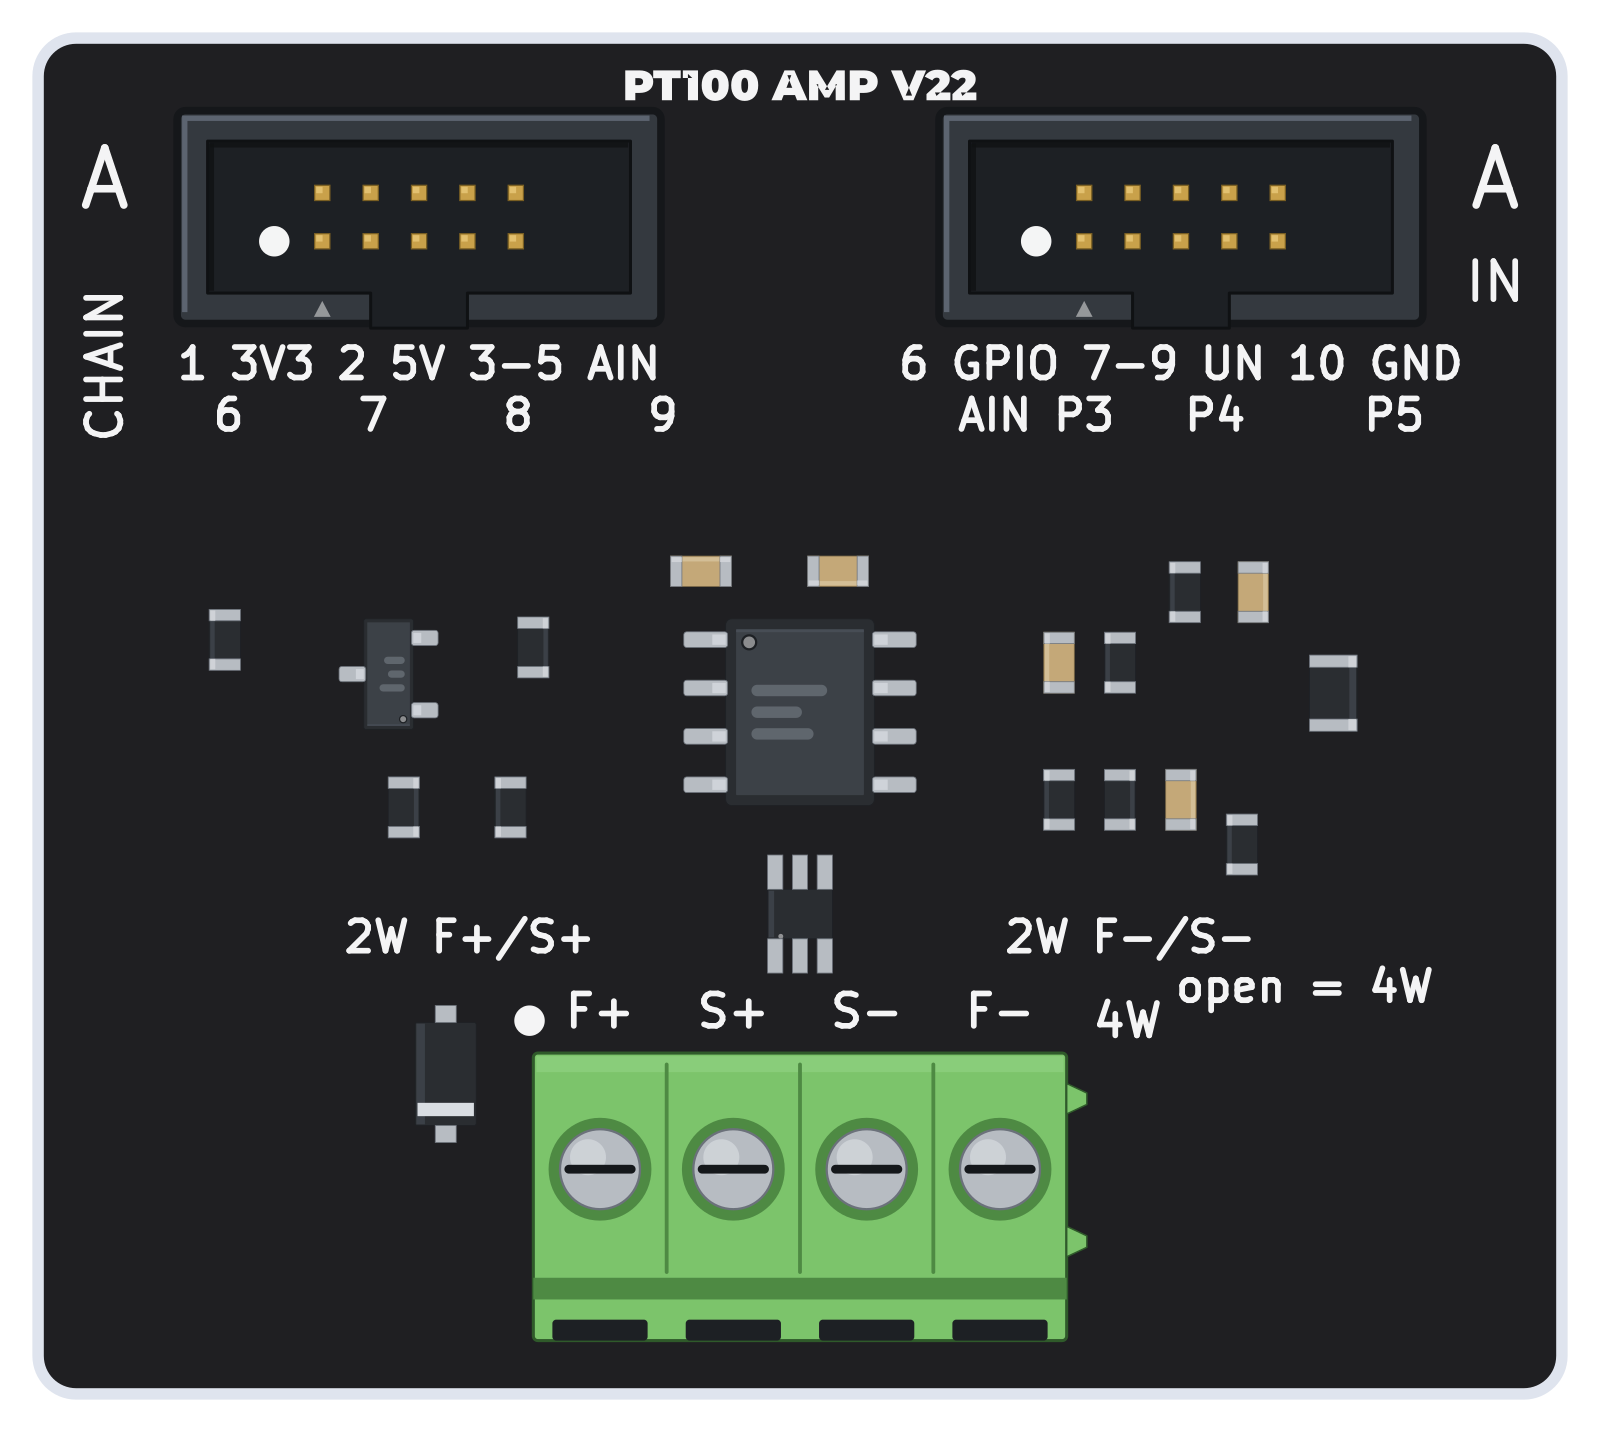 PT100 AMP V22
A
A
IN
CHAIN
1 3V3 2 5V 3-5 AIN
6 GPIO 7-9 UN 10 GND
6 7 8 9
AIN P3 P4 P5
2W F+/S+
2W F-/S-
open = 4W
F+ S+ S- F- 4W